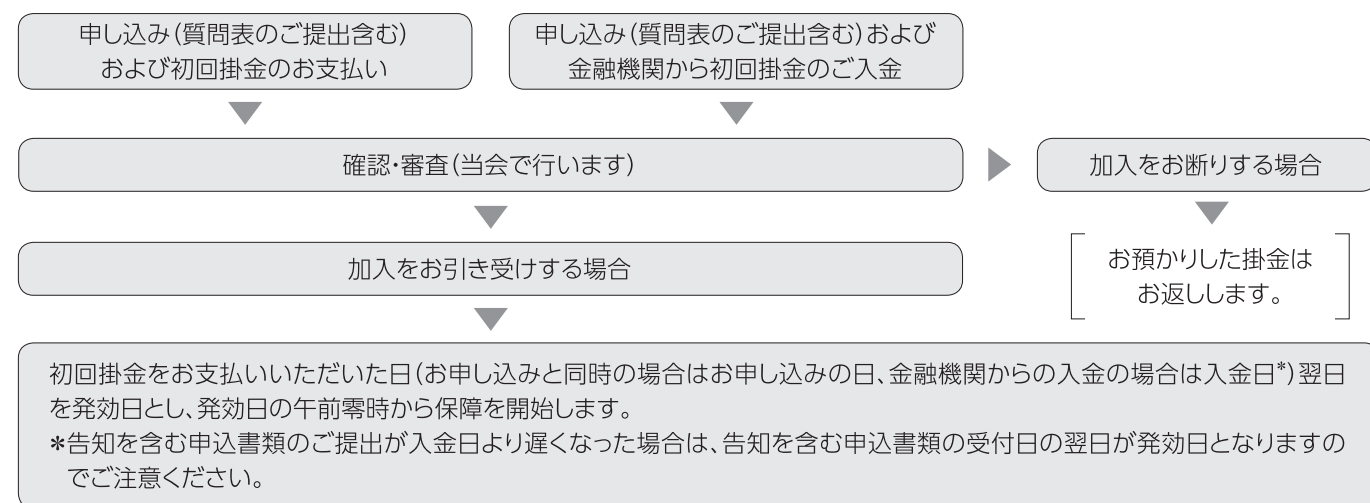 申し込み(質問表のご提出含む)
および初回掛金のお支払い
申し込み(質問表のご提出含む)および
金融機関から初回掛金のご入金
確認・審査(当会で行います)
加入をお断りする場合
加入をお引き受けする場合
お預かりした掛金は
お返しします。
初回掛金をお支払いいただいた日(お申し込みと同時の場合はお申し込みの日、金融機関からの入金の場合は入金日*)翌日
を発効日とし、発効日の午前零時から保障を開始します。
*告知を含む申込書類のご提出が入金日より遅くなった場合は、告知を含む申込書類の受付日の翌日が発効日となりますの
でご注意ください。